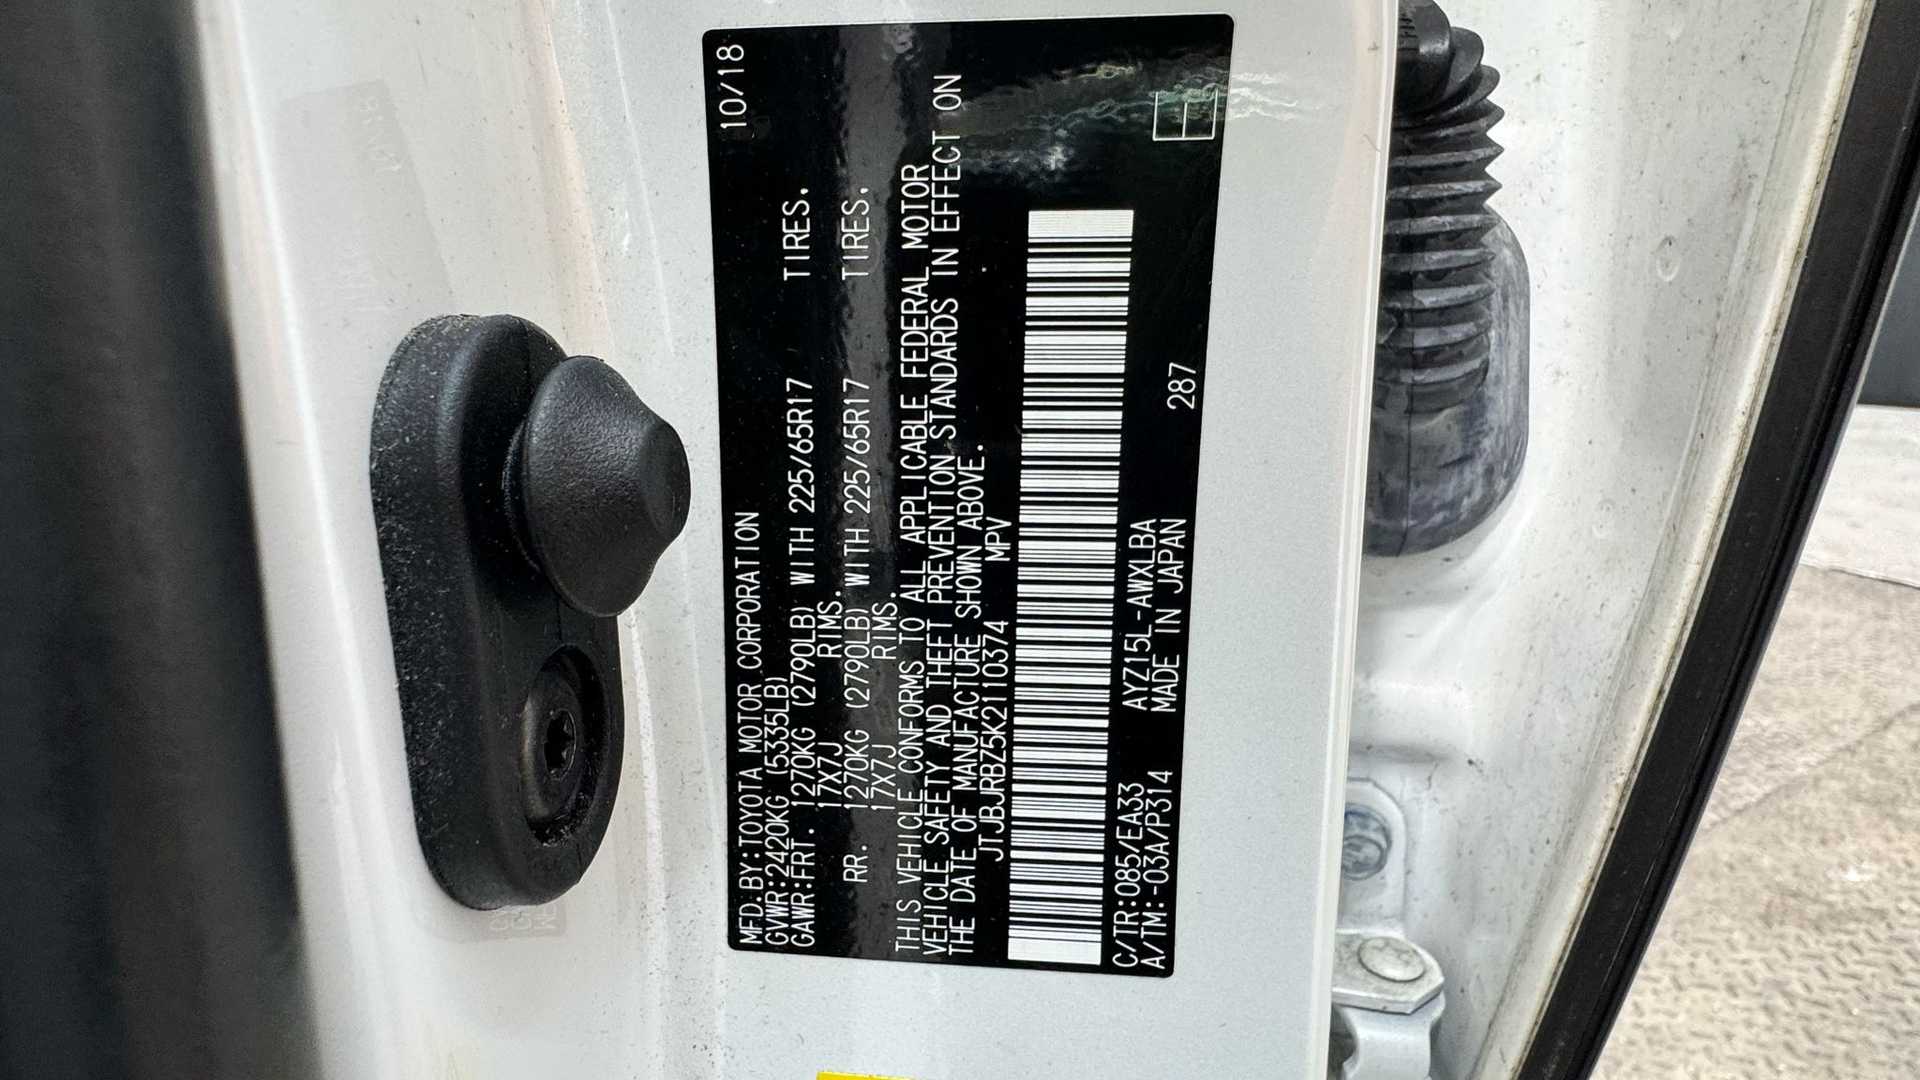 MFD.BY:TOYOTA MOTOR CORPORATION 10/18
GVWR:2420KG (5335LB)
GAWR:FRT. 1270KG (2790LB) WITH 225/65R17 TIRES.
17X7J RIMS.
RR. 1270KG (2790LB) WITH 225/65R17 TIRES.
17X7J RIMS.
THIS VEHICLE CONFORMS TO ALL APPLICABLE FEDERAL MOTOR
VEHICLE SAFETY AND THEFT PREVENTION STANDARDS IN EFFECT ON
THE DATE OF MANUFACTURE SHOWN ABOVE.
JTJBJRBZ5K2110374 MPV
C/TR:085/EA33 AYZ15L-AWXLBA
A/TM:-03A/P314 MADE IN JAPAN 287
E